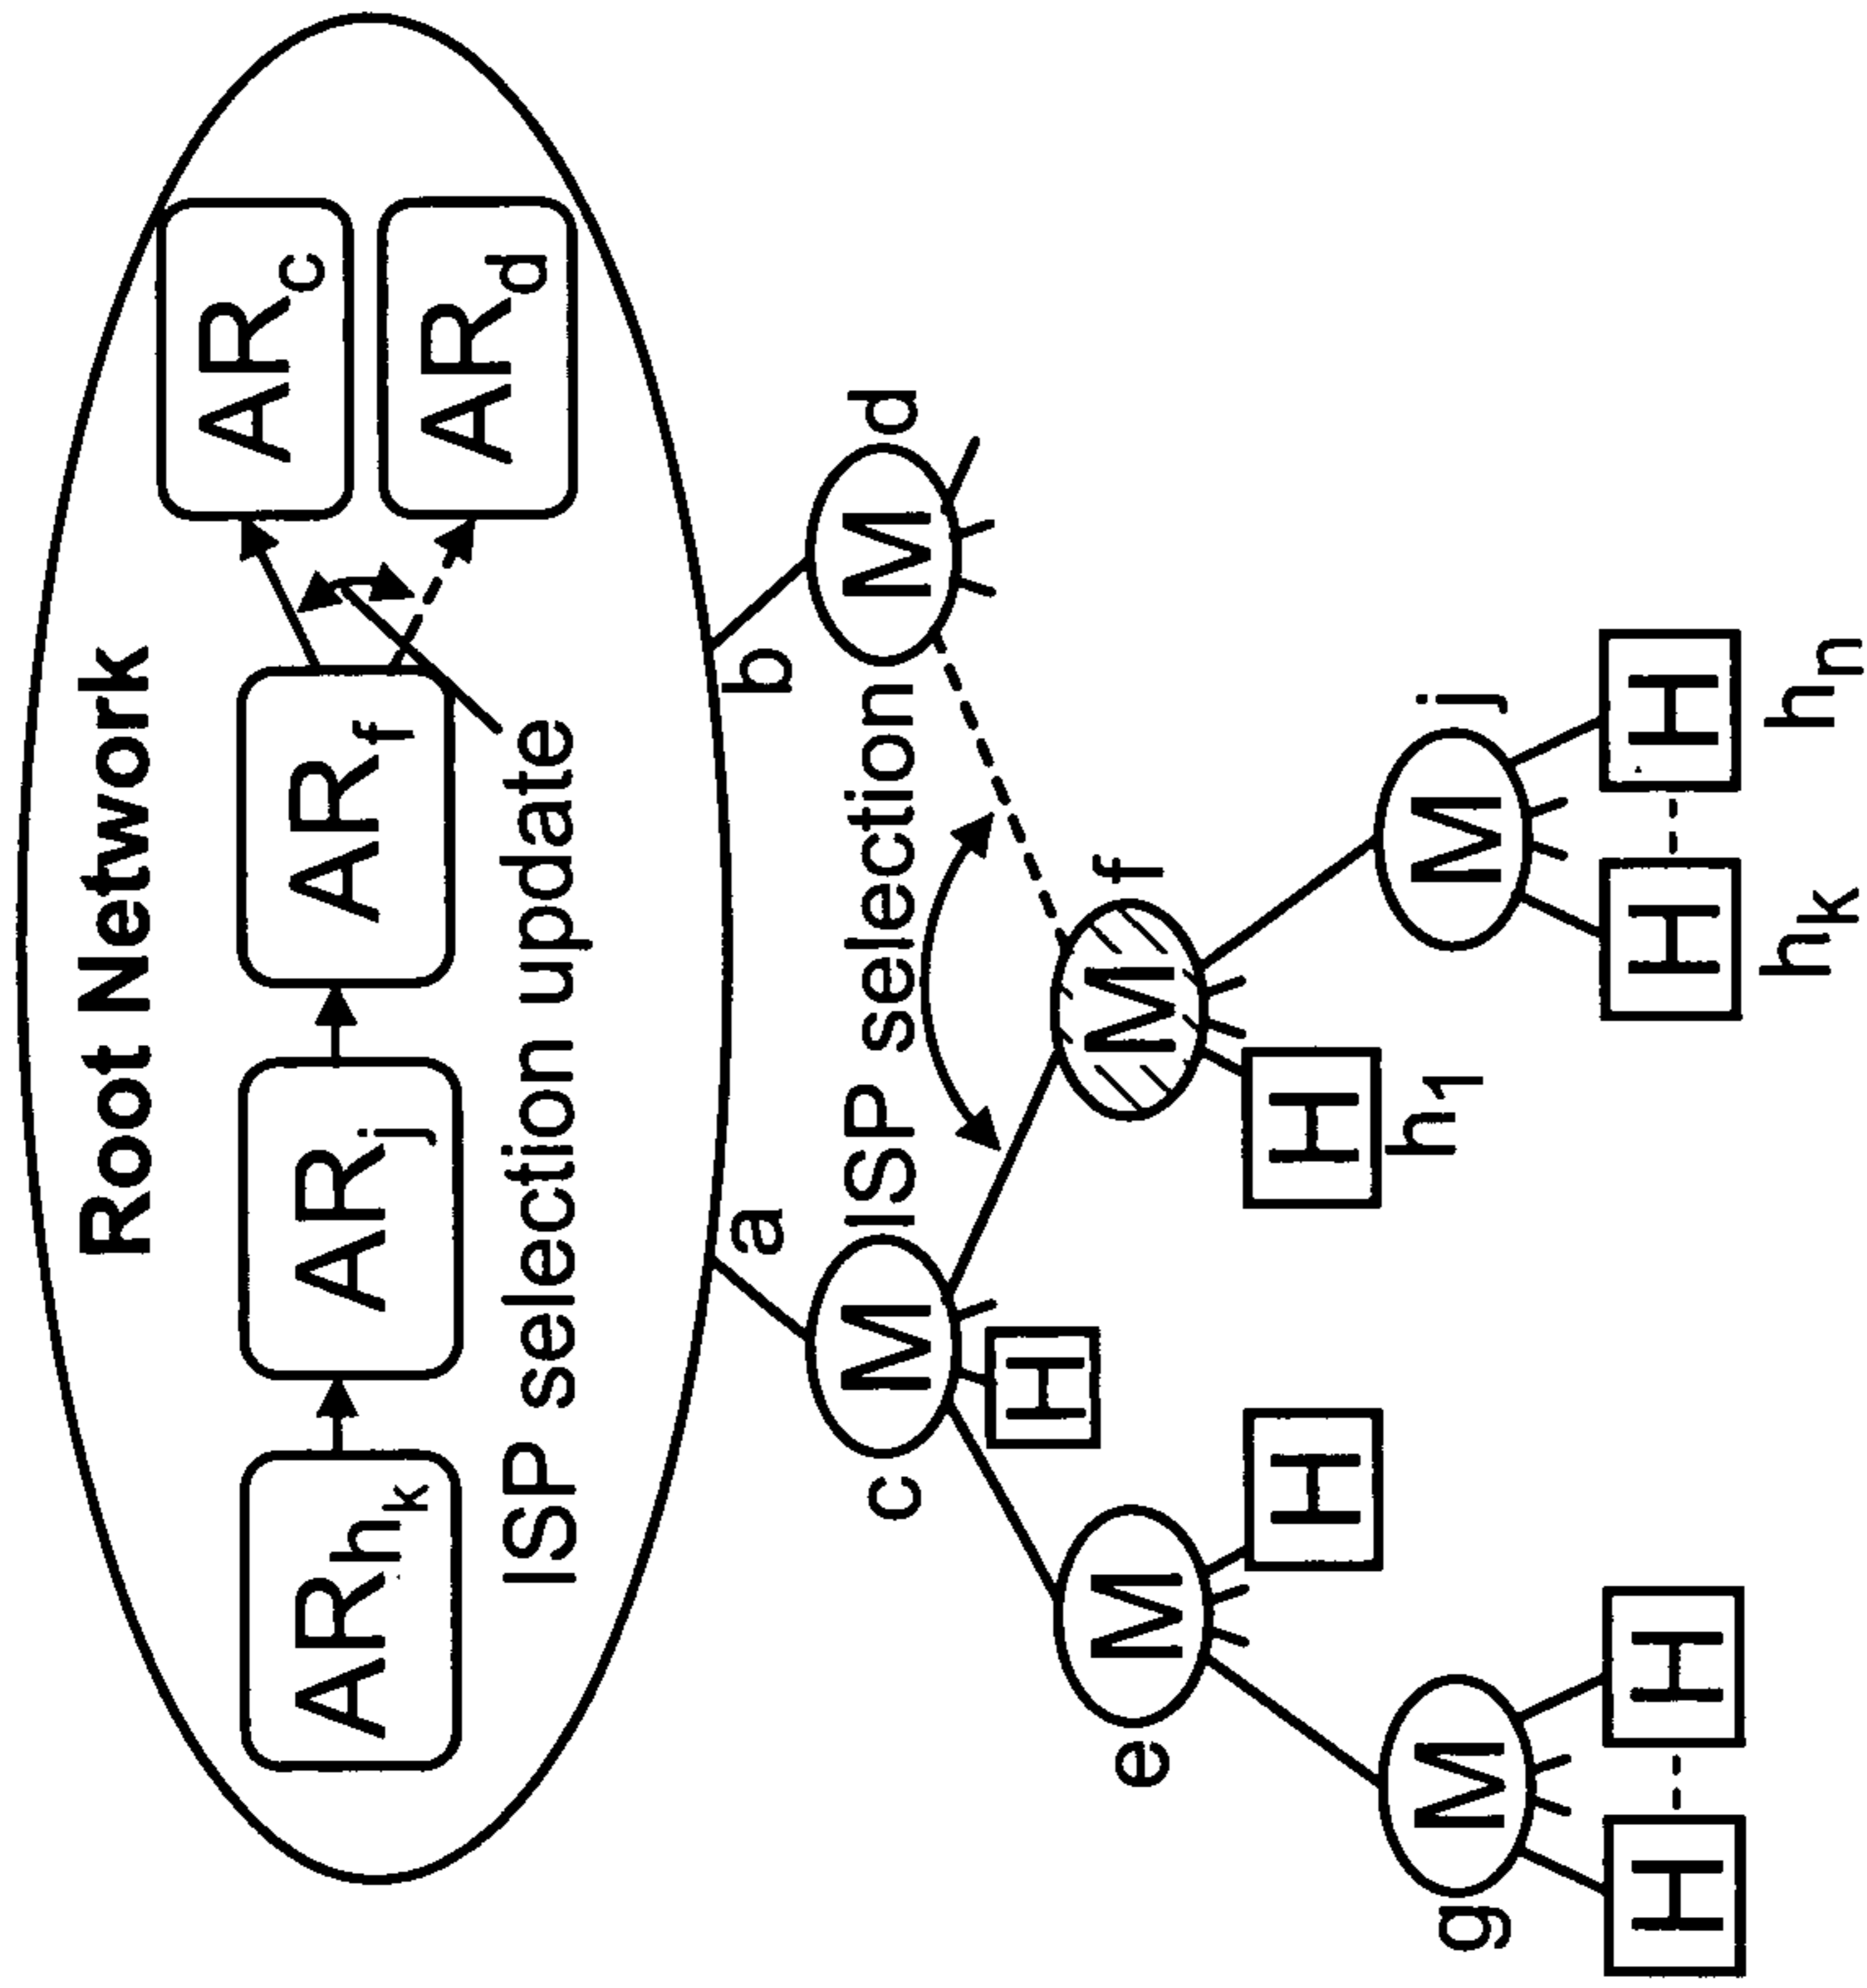 Root Network
ARc
ARhk ARj ARf
ARd
ISP selection update
a b
c M ISP selection M d
H
e M M f
H H
h1
g M M j
H H H H
hk hn